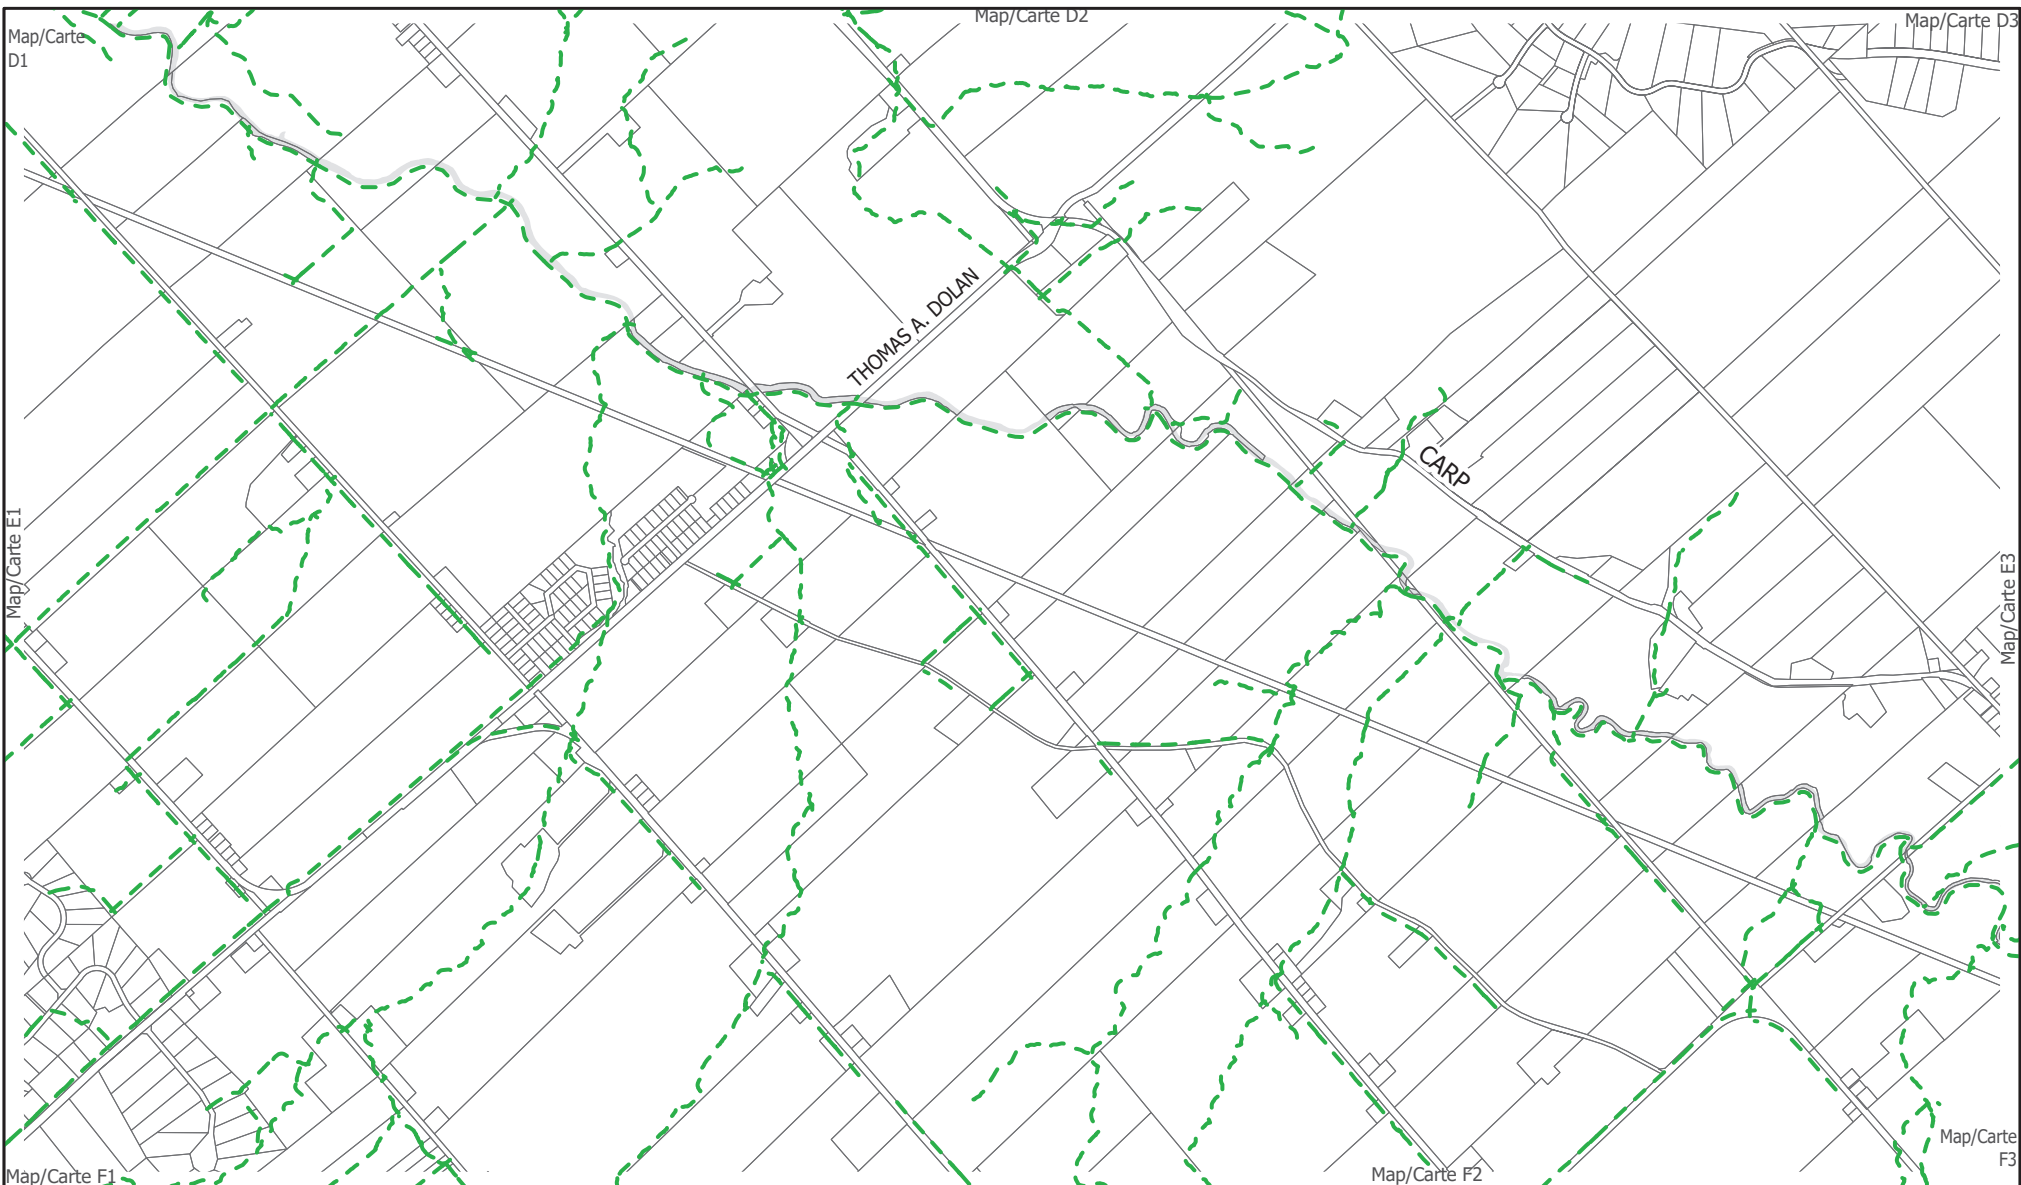 Map/Carte D2
Map/Carte D3
Map/Carte
D1
THOMAS A. DOLAN
CARP
Map/Carte E1
Map/Carte E3
Map/Carte
F3
Map/Carte F1
Map/Carte F2